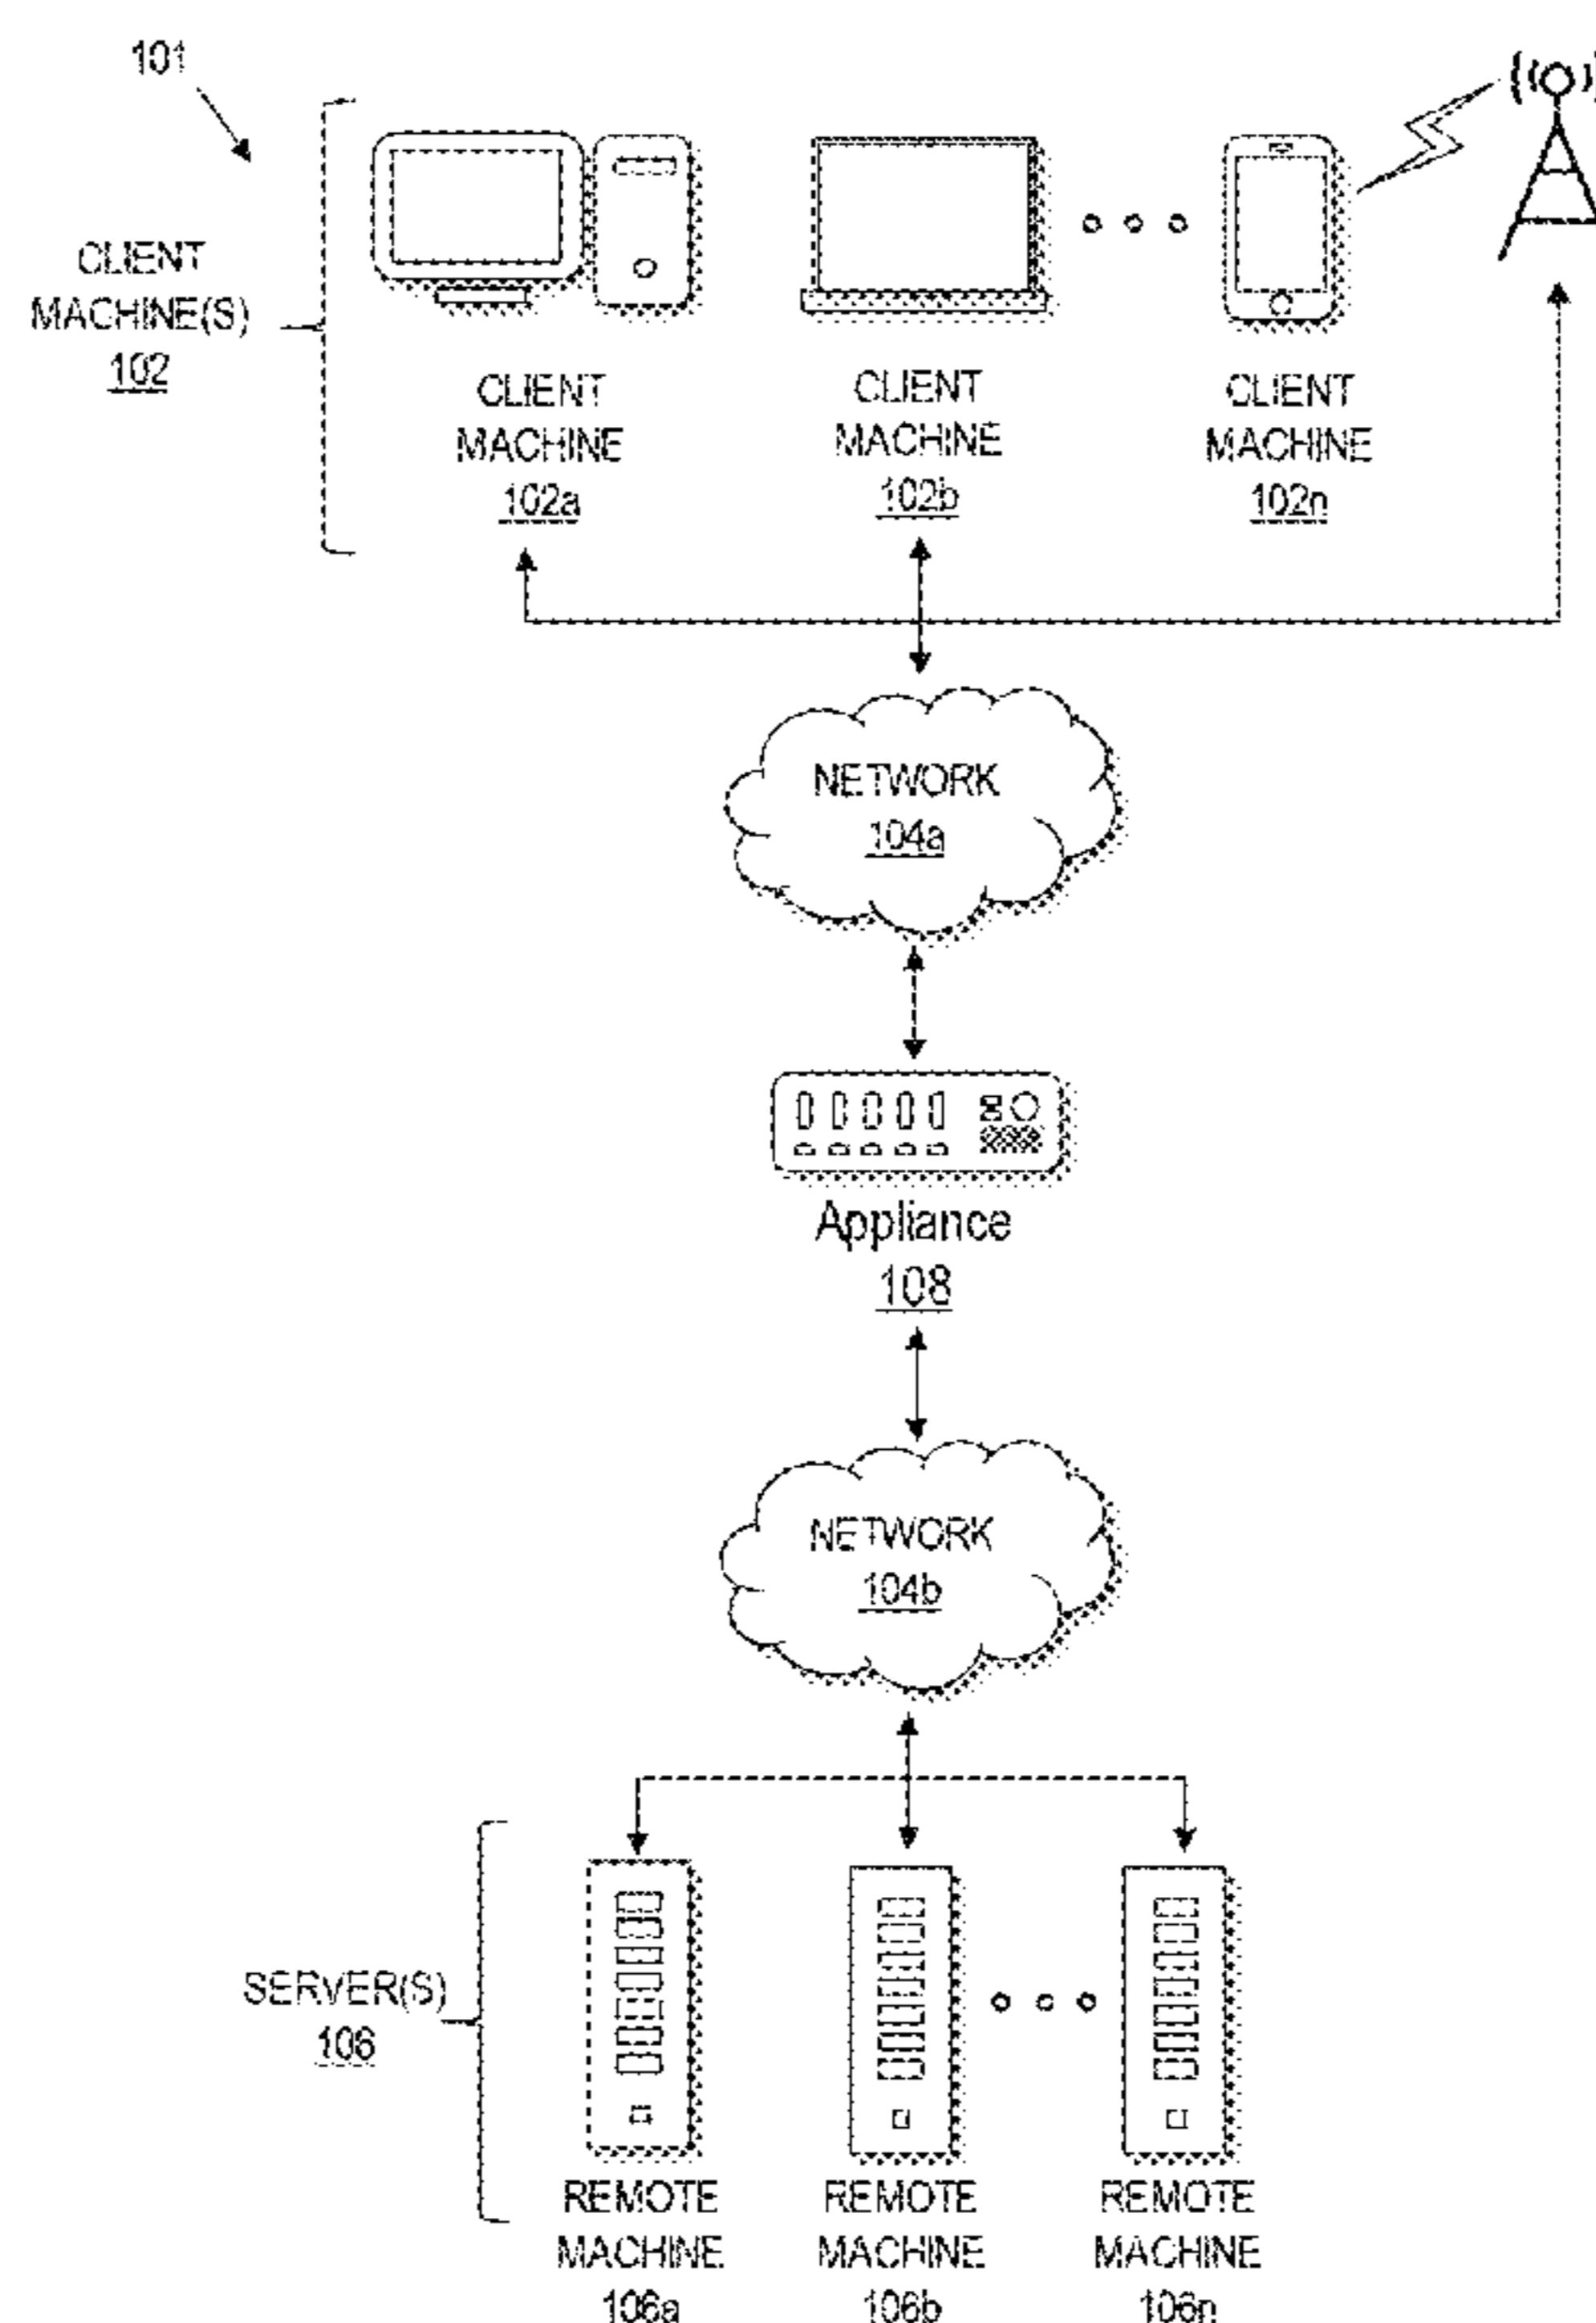 101
CLIENT
MACHINE(S)
102
CLIENT
MACHINE
102a
CLIENT
MACHINE
102b
CLIENT
MACHINE
102n
NETWORK
104a
Appliance
108
NETWORK
104b
SERVER(S)
106
REMOTE
MACHINE
106a
REMOTE
MACHINE
106b
REMOTE
MACHINE
106n